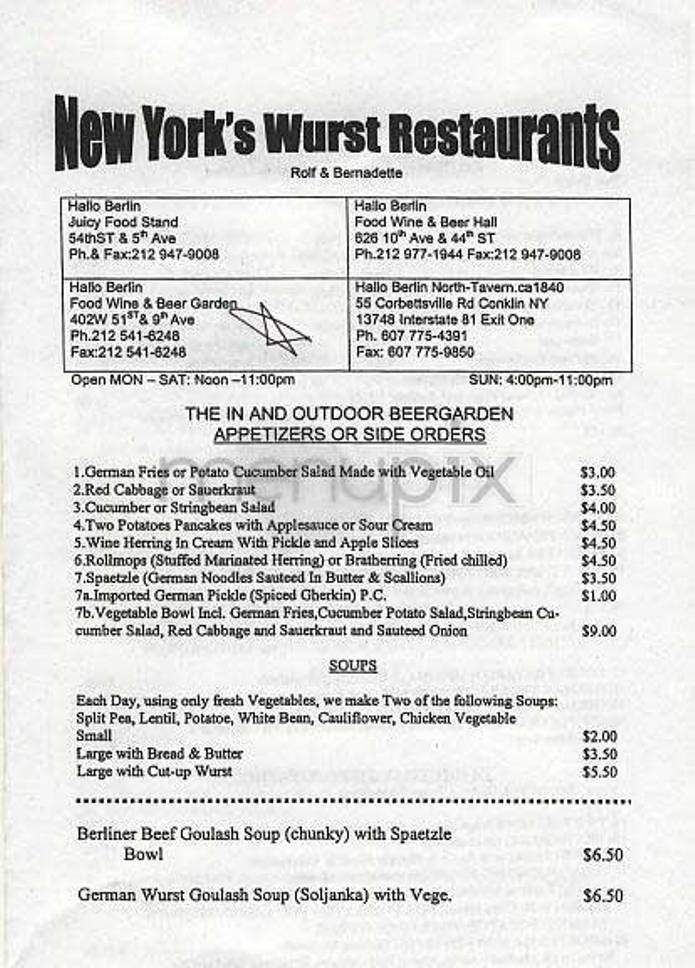 New York's Wurst Restaurants
Rolf & Bernadette
Hallo Berlin
Juicy Food Stand
54thST & 5th Ave
Ph.& Fax:212 947-9008
Hallo Berlin
Food Wine & Beer Hall
626 10th Ave & 44th ST
Ph.212 977-1944 Fax:212 947-9008
Hallo Berlin
Food Wine & Beer Garden
402W 51ST& 9th Ave
Ph.212 541-6248
Fax:212 541-6248
Hallo Berlin North-Tavern.ca1840
55 Corbettsville Rd Conklin NY
13748 Interstate 81 Exit One
Ph. 607 775-4391
Fax: 607 775-9850
Open MON – SAT: Noon –11:00pm SUN: 4:00pm-11:00pm
THE IN AND OUTDOOR BEERGARDEN
APPETIZERS OR SIDE ORDERS
menupix
1.German Fries or Potato Cucumber Salad Made with Vegetable Oil $3.00
2.Red Cabbage or Sauerkraut $3.50
3.Cucumber or Stringbean Salad $4.00
4.Two Potatoes Pancakes with Applesauce or Sour Cream $4.50
5.Wine Herring In Cream With Pickle and Apple Slices $4.50
6.Rollmops (Stuffed Marinated Herring) or Bratherring (Fried chilled) $4.50
7.Spaetzle (German Noodles Sauteed In Butter & Scallions) $3.50
7a.Imported German Pickle (Spiced Gherkin) P.C. $1.00
7b.Vegetable Bowl Incl. German Fries,Cucumber Potato Salad,Stringbean Cu-
cumber Salad, Red Cabbage and Sauerkraut and Sauteed Onion $9.00
SOUPS
Each Day, using only fresh Vegetables, we make Two of the following Soups:
Split Pea, Lentil, Potatoe, White Bean, Cauliflower, Chicken Vegetable
Small $2.00
Large with Bread & Butter $3.50
Large with Cut-up Wurst $5.50
Berliner Beef Goulash Soup (chunky) with Spaetzle
Bowl $6.50
German Wurst Goulash Soup (Soljanka) with Vege. $6.50